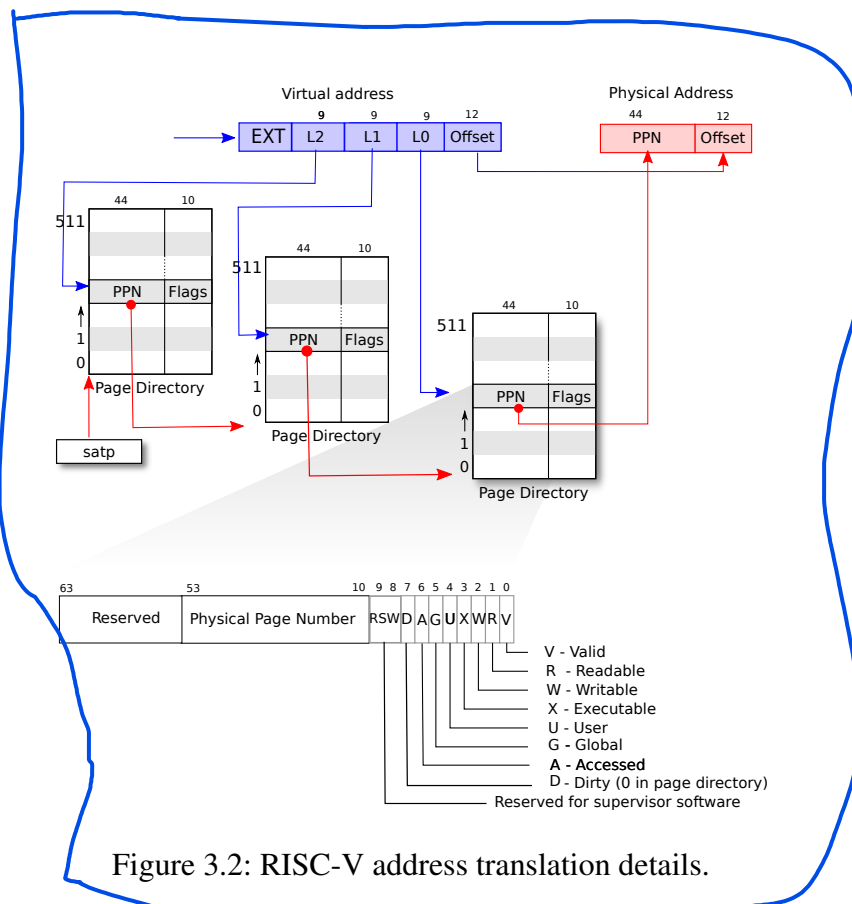 Virtual address
Physical Address
9 9 9 12
44 12
EXT L2 L1 L0 Offset
PPN Offset
44 10
511
PPN Flags
1
0
Page Directory
satp
44 10
511
PPN Flags
1
0
Page Directory
44 10
511
PPN Flags
1
0
Page Directory
63 53 10 9 8 7 6 5 4 3 2 1 0
Reserved Physical Page Number RSW D A G U X W R V
V - Valid
R - Readable
W - Writable
X - Executable
U - User
G - Global
A - Accessed
D - Dirty (0 in page directory)
Reserved for supervisor software
Figure 3.2: RISC-V address translation details.